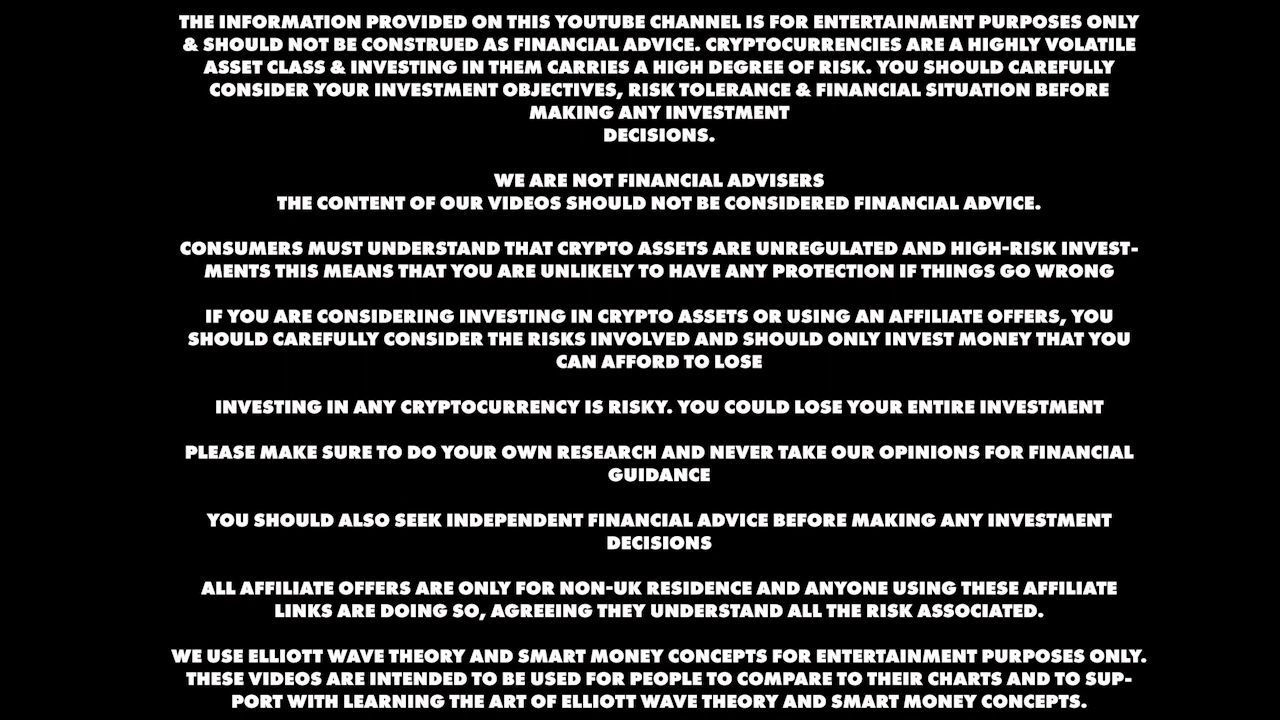 THE INFORMATION PROVIDED ON THIS YOUTUBE CHANNEL IS FOR ENTERTAINMENT PURPOSES ONLY
& SHOULD NOT BE CONSTRUED AS FINANCIAL ADVICE. CRYPTOCURRENCIES ARE A HIGHLY VOLATILE
ASSET CLASS & INVESTING IN THEM CARRIES A HIGH DEGREE OF RISK. YOU SHOULD CAREFULLY
CONSIDER YOUR INVESTMENT OBJECTIVES, RISK TOLERANCE & FINANCIAL SITUATION BEFORE
MAKING ANY INVESTMENT
DECISIONS.
WE ARE NOT FINANCIAL ADVISERS
THE CONTENT OF OUR VIDEOS SHOULD NOT BE CONSIDERED FINANCIAL ADVICE.
CONSUMERS MUST UNDERSTAND THAT CRYPTO ASSETS ARE UNREGULATED AND HIGH-RISK INVEST-
MENTS THIS MEANS THAT YOU ARE UNLIKELY TO HAVE ANY PROTECTION IF THINGS GO WRONG
IF YOU ARE CONSIDERING INVESTING IN CRYPTO ASSETS OR USING AN AFFILIATE OFFERS, YOU
SHOULD CAREFULLY CONSIDER THE RISKS INVOLVED AND SHOULD ONLY INVEST MONEY THAT YOU
CAN AFFORD TO LOSE
INVESTING IN ANY CRYPTOCURRENCY IS RISKY. YOU COULD LOSE YOUR ENTIRE INVESTMENT
PLEASE MAKE SURE TO DO YOUR OWN RESEARCH AND NEVER TAKE OUR OPINIONS FOR FINANCIAL
GUIDANCE
YOU SHOULD ALSO SEEK INDEPENDENT FINANCIAL ADVICE BEFORE MAKING ANY INVESTMENT
DECISIONS
ALL AFFILIATE OFFERS ARE ONLY FOR NON-UK RESIDENCE AND ANYONE USING THESE AFFILIATE
LINKS ARE DOING SO, AGREEING THEY UNDERSTAND ALL THE RISK ASSOCIATED.
WE USE ELLIOTT WAVE THEORY AND SMART MONEY CONCEPTS FOR ENTERTAINMENT PURPOSES ONLY.
THESE VIDEOS ARE INTENDED TO BE USED FOR PEOPLE TO COMPARE TO THEIR CHARTS AND TO SUP-
PORT WITH LEARNING THE ART OF ELLIOTT WAVE THEORY AND SMART MONEY CONCEPTS.